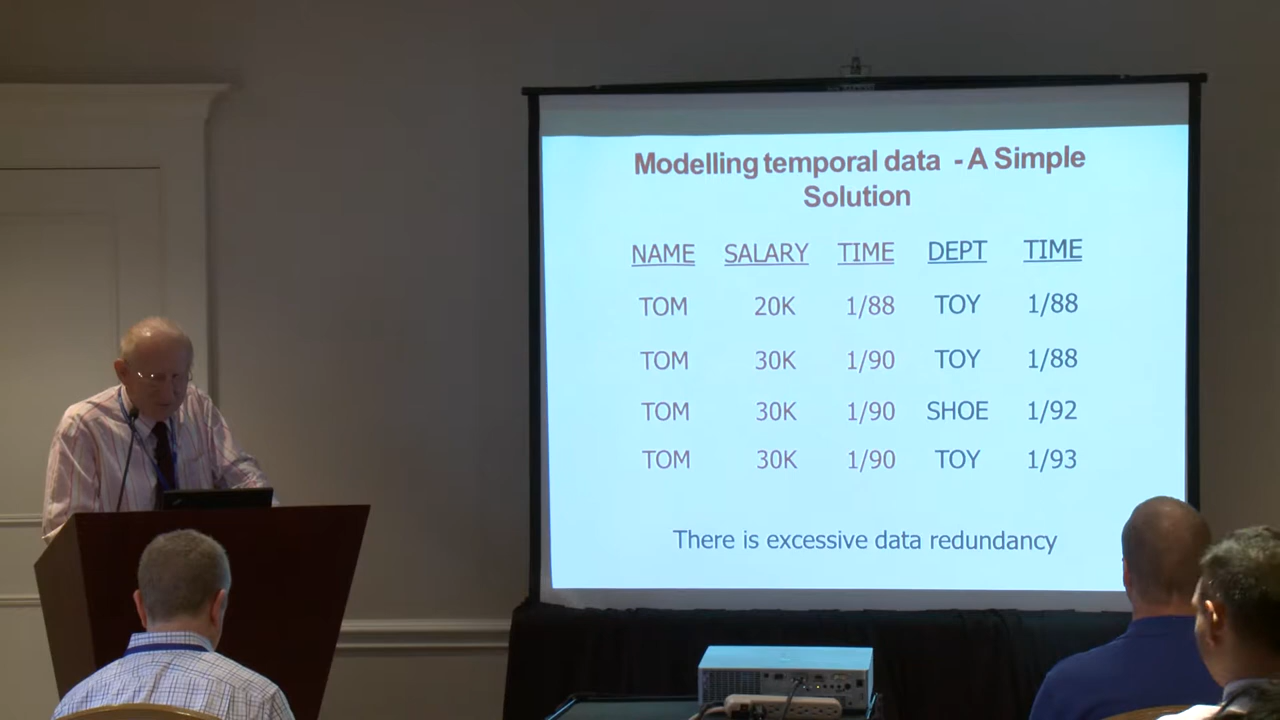 Modelling temporal data - A Simple
Solution
NAME SALARY TIME DEPT TIME
TOM 20K 1/88 TOY 1/88
TOM 30K 1/90 TOY 1/88
TOM 30K 1/90 SHOE 1/92
TOM 30K 1/90 TOY 1/93
There is excessive data redundancy